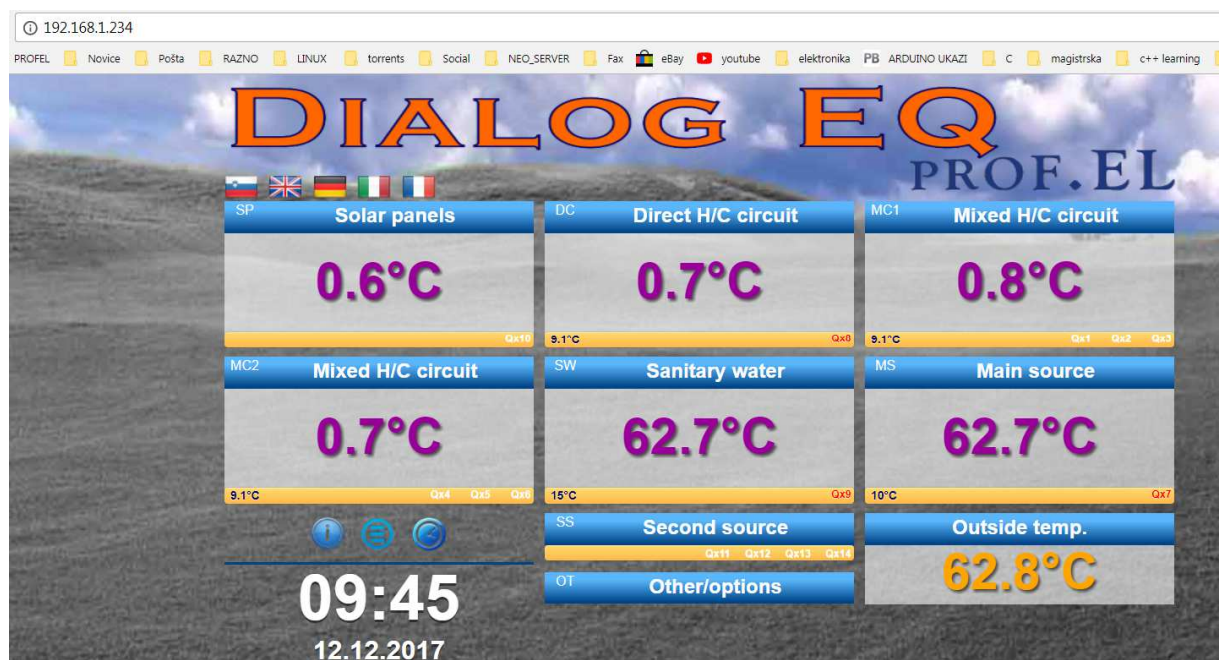 192.168.1.234
PROFEL Novice Pošta RAZNO LINUX torrents Social NEO_SERVER Fax eBay youtube elektronika PB ARDUINO UKAZI C magistrska c++ learning
DIALOG EQ
PROF.EL
SP Solar panels
0.6°C
Qx10
DC Direct H/C circuit
0.7°C
9.1°C Qx0
MC1 Mixed H/C circuit
0.8°C
9.1°C Qx1 Qx2 Qx3
MC2 Mixed H/C circuit
0.7°C
9.1°C Qx4 Qx5 Qx6
SW Sanitary water
62.7°C
15°C Qx9
MS Main source
62.7°C
10°C Qx7
09:45
12.12.2017
SS Second source
Qx11 Qx12 Qx13 Qx14
OT Other/options
Outside temp.
62.8°C